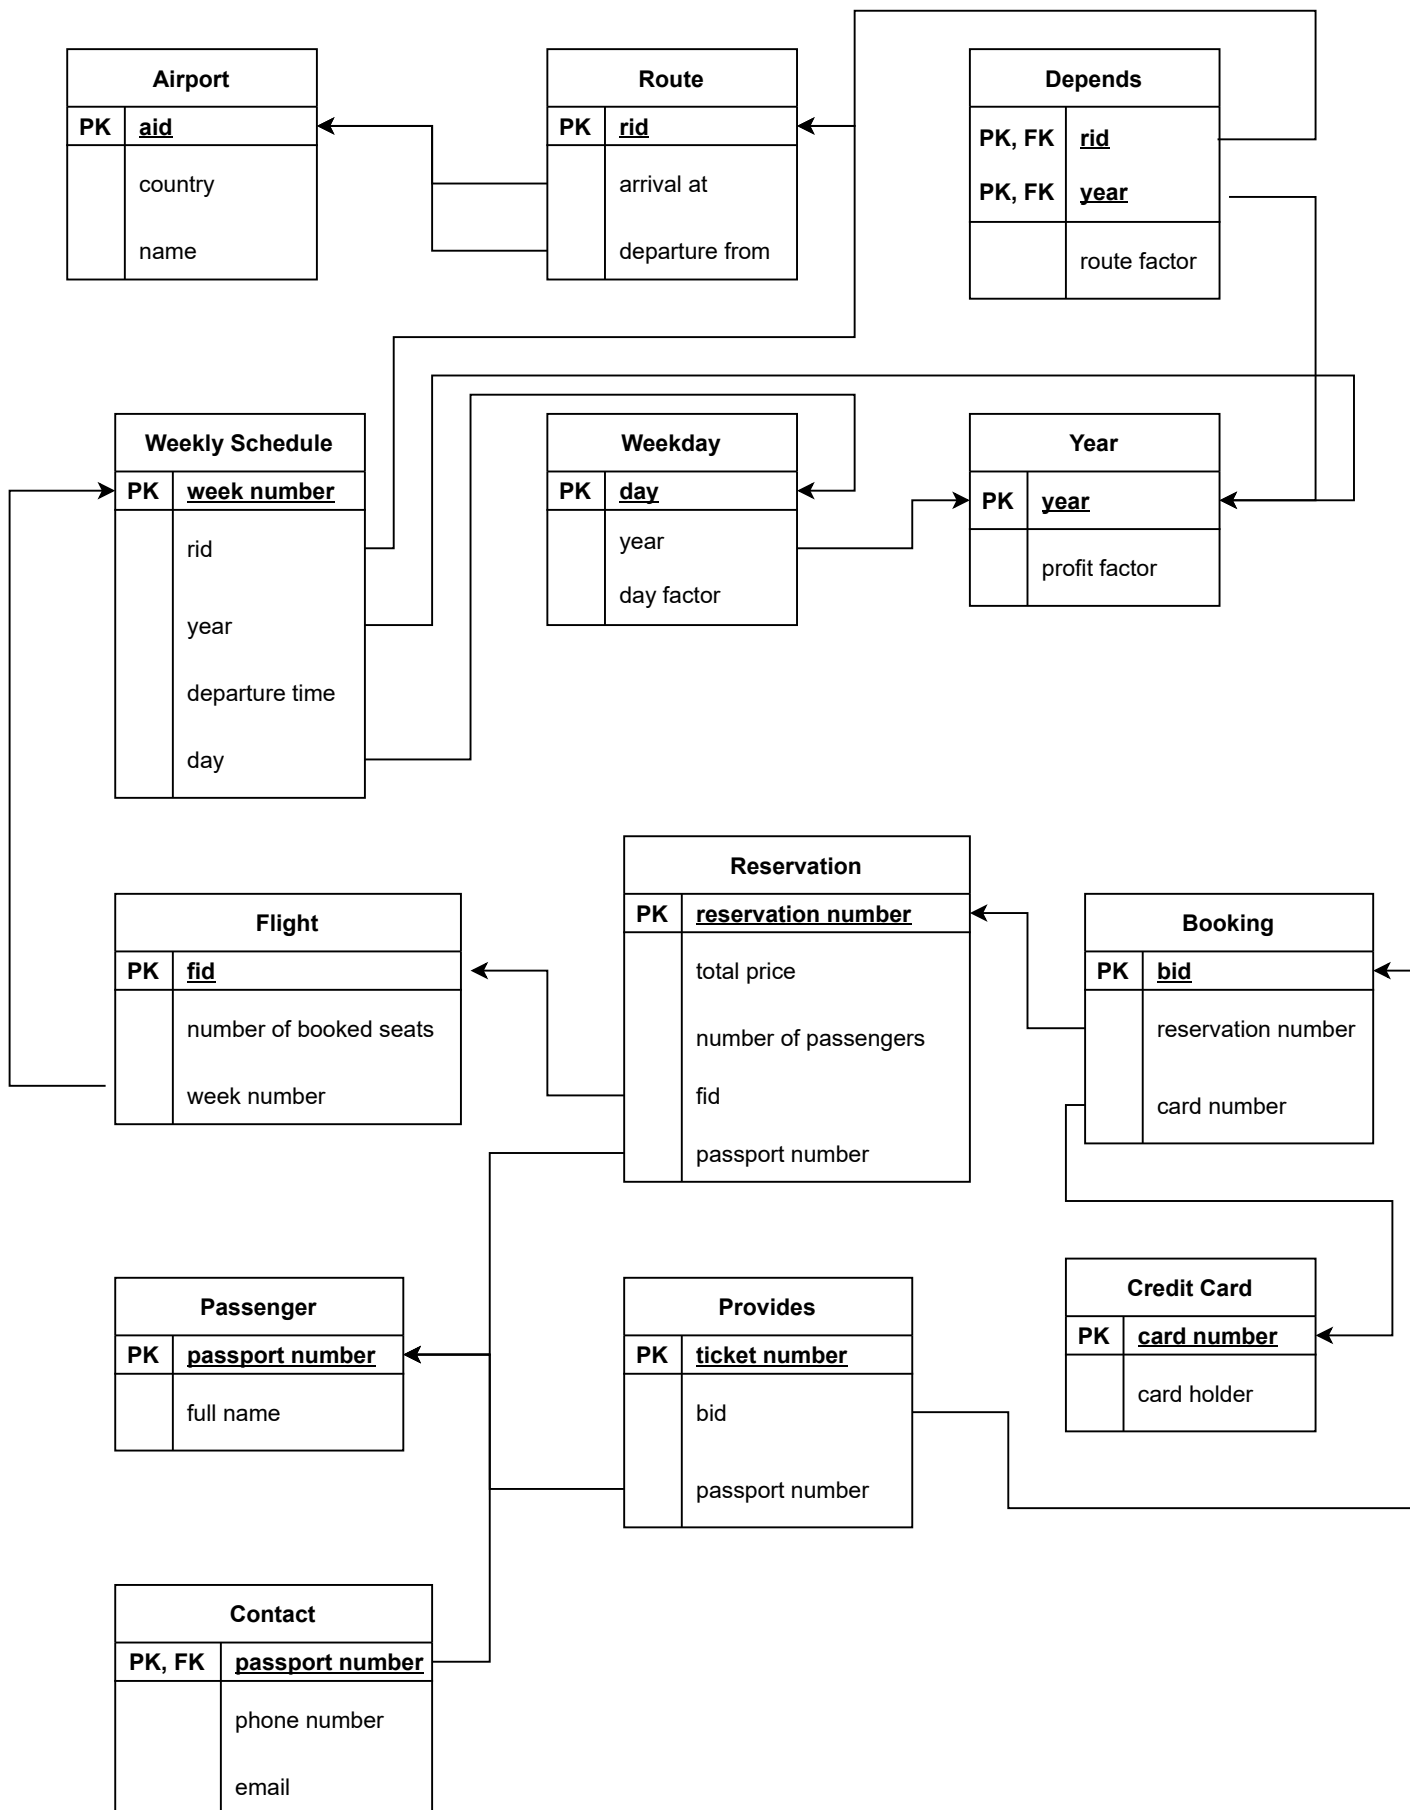 Airport
PK aid
country
name
Route
PK rid
arrival at
departure from
Depends
PK, FK rid
PK, FK year
route factor
Weekly Schedule
PK week number
rid
year
departure time
day
Weekday
PK day
year
day factor
Year
PK year
profit factor
Flight
PK fid
number of booked seats
week number
Reservation
PK reservation number
total price
number of passengers
fid
passport number
Booking
PK bid
reservation number
card number
Passenger
PK passport number
full name
Provides
PK ticket number
bid
passport number
Credit Card
PK card number
card holder
Contact
PK, FK passport number
phone number
email